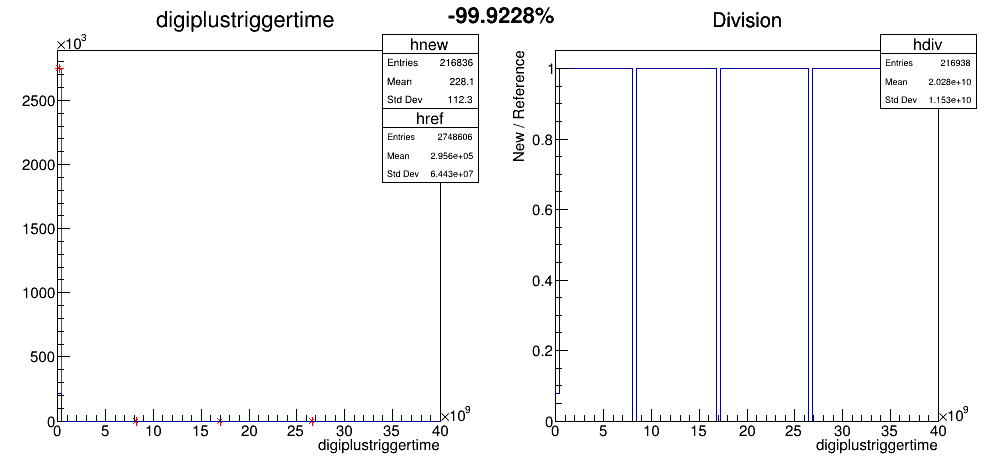 digiplustriggertime
-99.9228%
Division
×10³
hnew
Entries 216836
Mean 228.1
Std Dev 112.3
href
Entries 2748606
Mean 2.956e+05
Std Dev 6.443e+07
2500
2000
1500
1000
500
0
0 5 10 15 20 25 30 35 40
×10⁹
digiplustriggertime
hdiv
Entries 216938
Mean 2.028e+10
Std Dev 1.153e+10
New / Reference
1
0.8
0.6
0.4
0.2
0
0 5 10 15 20 25 30 35 40
×10⁹
digiplustriggertime